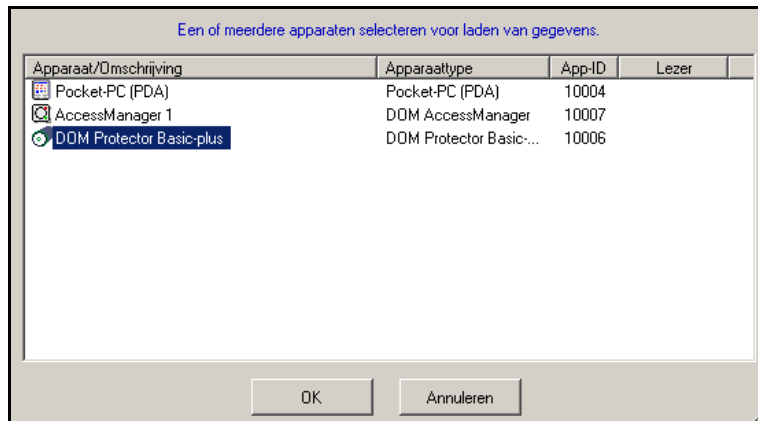 Een of meerdere apparaten selecteren voor laden van gegevens.
Apparaat/Omschrijving Apparaattype App-ID Lezer
Pocket-PC (PDA) Pocket-PC (PDA) 10004
AccessManager 1 DOM AccessManager 10007
DOM Protector Basic-plus DOM Protector Basic-... 10006
OK Annuleren